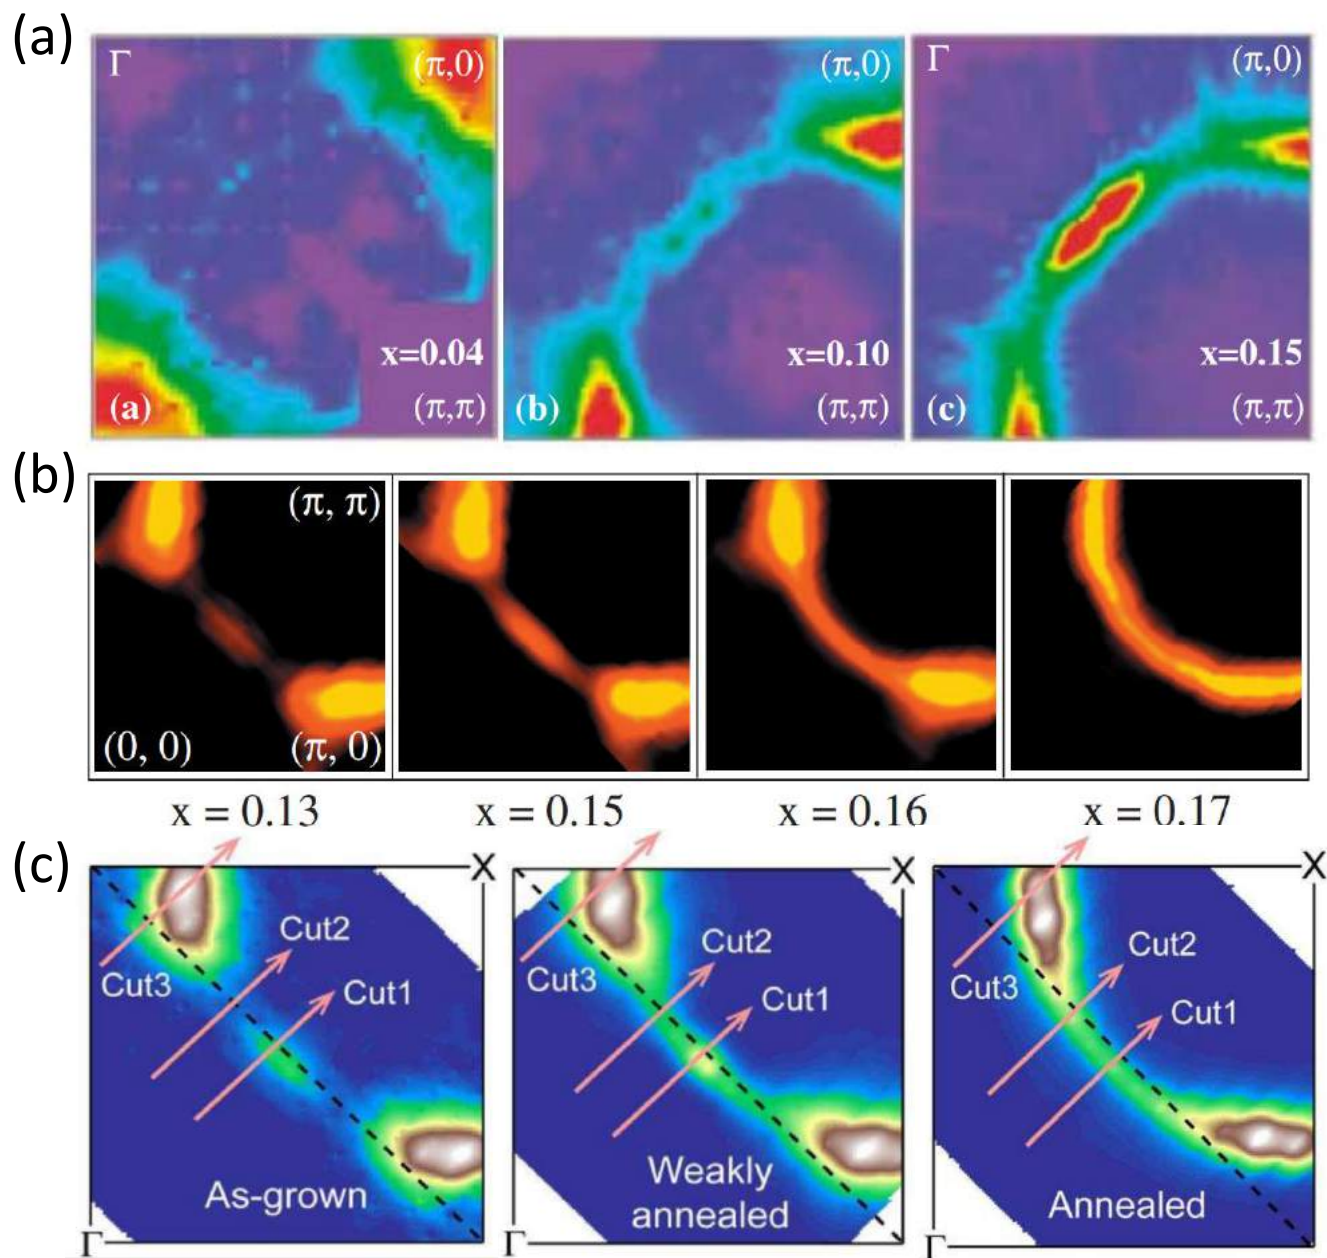 (a)
Γ (π,0) (π,0) Γ (π,0)
x=0.04 x=0.10 x=0.15
(a) (π,π) (b) (π,π) (c) (π,π)
(b)
(π, π)
(0, 0) (π, 0)
x = 0.13 x = 0.15 x = 0.16 x = 0.17
(c)
X X X
Cut2 Cut2 Cut2
Cut3 Cut1 Cut3 Cut1 Cut3 Cut1
As-grown Weakly annealed Annealed
Γ Γ Γ